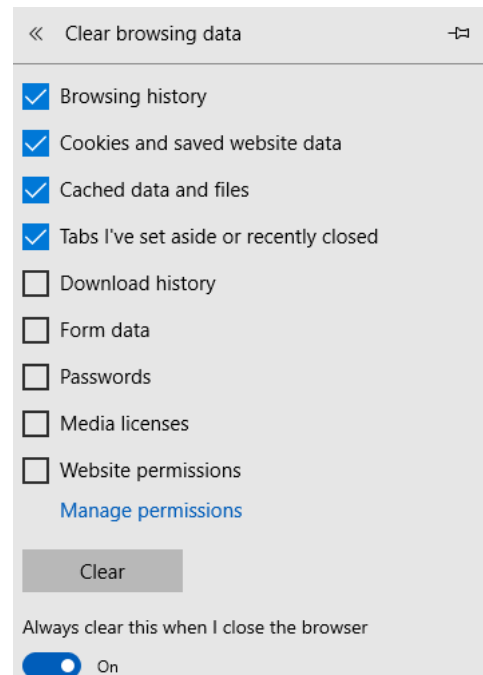 Clear browsing data
Browsing history
Cookies and saved website data
Cached data and files
Tabs I've set aside or recently closed
Download history
Form data
Passwords
Media licenses
Website permissions
Manage permissions
Clear
Always clear this when I close the browser
On